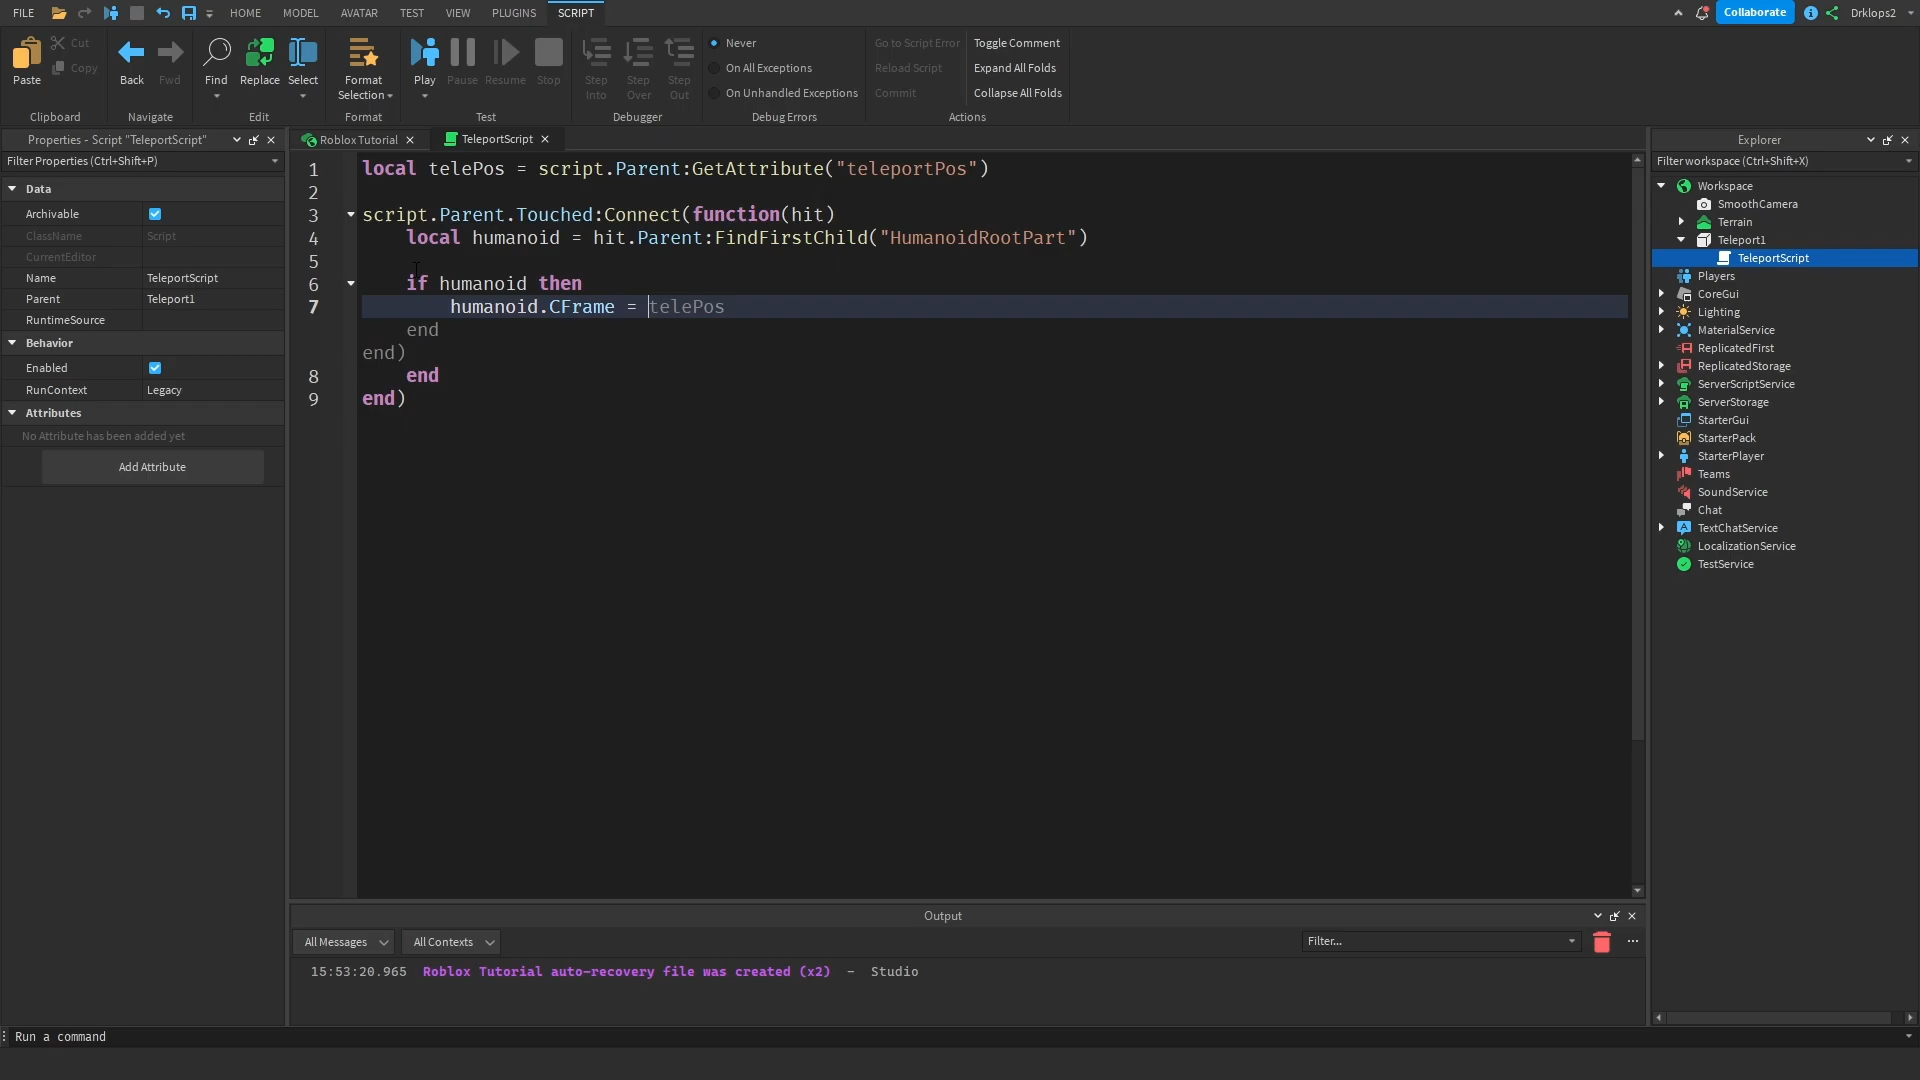 FILE HOME MODEL AVATAR TEST VIEW PLUGINS SCRIPT Collaborate Drklops2
Paste Cut Copy Back Fwd Find Replace Select Format Selection Play Pause Resume Stop Step Into Step Over Step Out
Never
On All Exceptions
On Unhandled Exceptions
Go to Script Error
Reload Script
Commit
Toggle Comment
Expand All Folds
Collapse All Folds
Clipboard Navigate Edit Format Test Debugger Debug Errors Actions
Properties - Script "TeleportScript"
Filter Properties (Ctrl+Shift+P)
Data
Archivable
ClassName Script
CurrentEditor
Name TeleportScript
Parent Teleport1
RuntimeSource
Behavior
Enabled
RunContext Legacy
Attributes
No Attribute has been added yet
Add Attribute
Roblox Tutorial TeleportScript
1 local telePos = script.Parent:GetAttribute("teleportPos")
2
3 script.Parent.Touched:Connect(function(hit)
4 local humanoid = hit.Parent:FindFirstChild("HumanoidRootPart")
5
6 if humanoid then
7 humanoid.CFrame = telePos
end
end)
8 end
9 end)
Output
All Messages All Contexts Filter...
15:53:20.965 Roblox Tutorial auto-recovery file was created (x2) - Studio
Explorer
Filter workspace (Ctrl+Shift+X)
Workspace
SmoothCamera
Terrain
Teleport1
TeleportScript
Players
CoreGui
Lighting
MaterialService
ReplicatedFirst
ReplicatedStorage
ServerScriptService
ServerStorage
StarterGui
StarterPack
StarterPlayer
Teams
SoundService
Chat
TextChatService
LocalizationService
TestService
Run a command